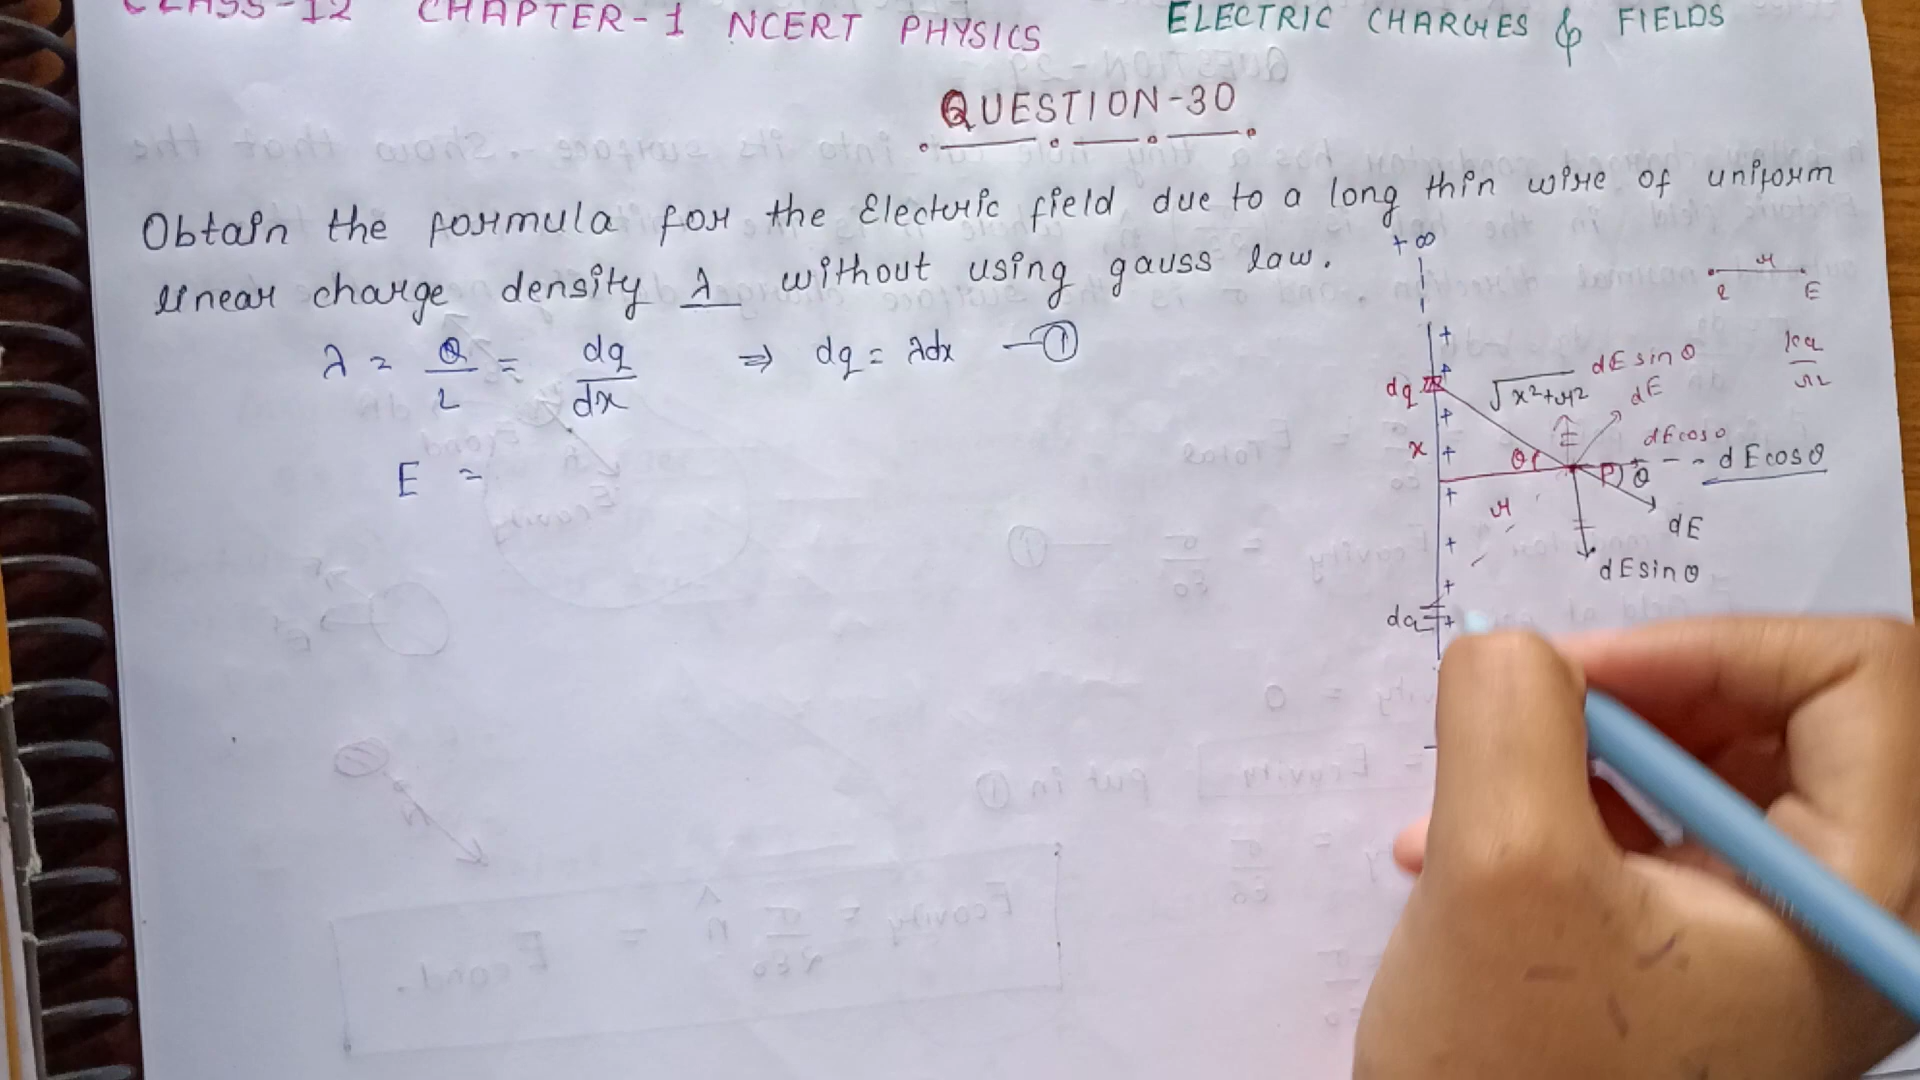 CLASS-12 CHAPTER-1 NCERT PHYSICS ELECTRIC CHARGES & FIELDS
QUESTION-30
Obtain the formula for the Electric field due to a long thin wire of uniform
linear charge density λ without using gauss law.
λ = Q/L = dq/dx ⇒ dq = λdx —①
E =
+∞
r
q E
kq/r2
dq
√x²+r²
dE sin θ
dE
dE cos θ
x
θ
P
θ
dE cos θ
r
dE
dE sin θ
dq